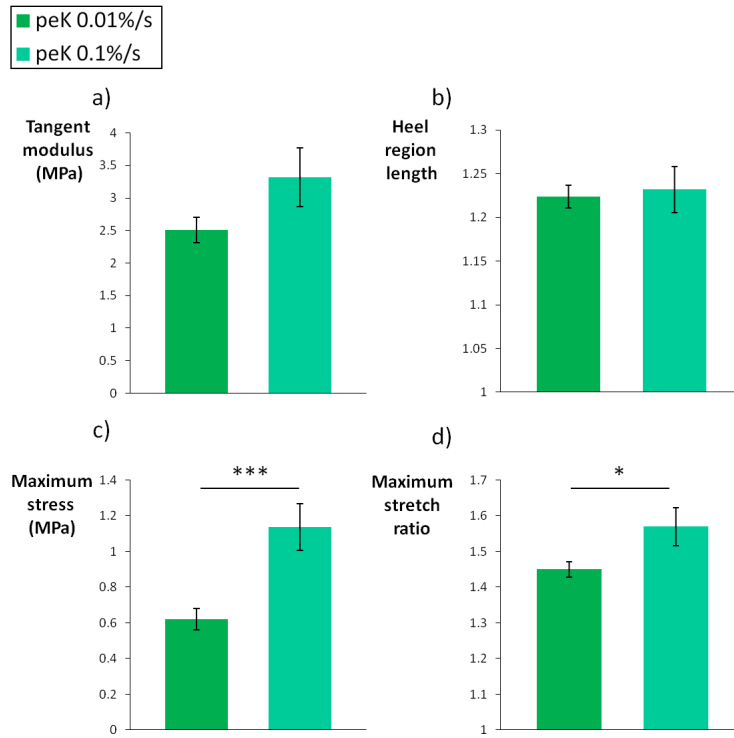 peK 0.01%/s
peK 0.1%/s
a)
Tangent
modulus
(MPa)
4
3.5
3
2.5
2
1.5
1
0.5
0
b)
Heel
region
length
1.3
1.25
1.2
1.15
1.1
1.05
1
c)
Maximum
stress
(MPa)
***
1.4
1.2
1
0.8
0.6
0.4
0.2
0
d)
Maximum
stretch
ratio
*
1.7
1.6
1.5
1.4
1.3
1.2
1.1
1